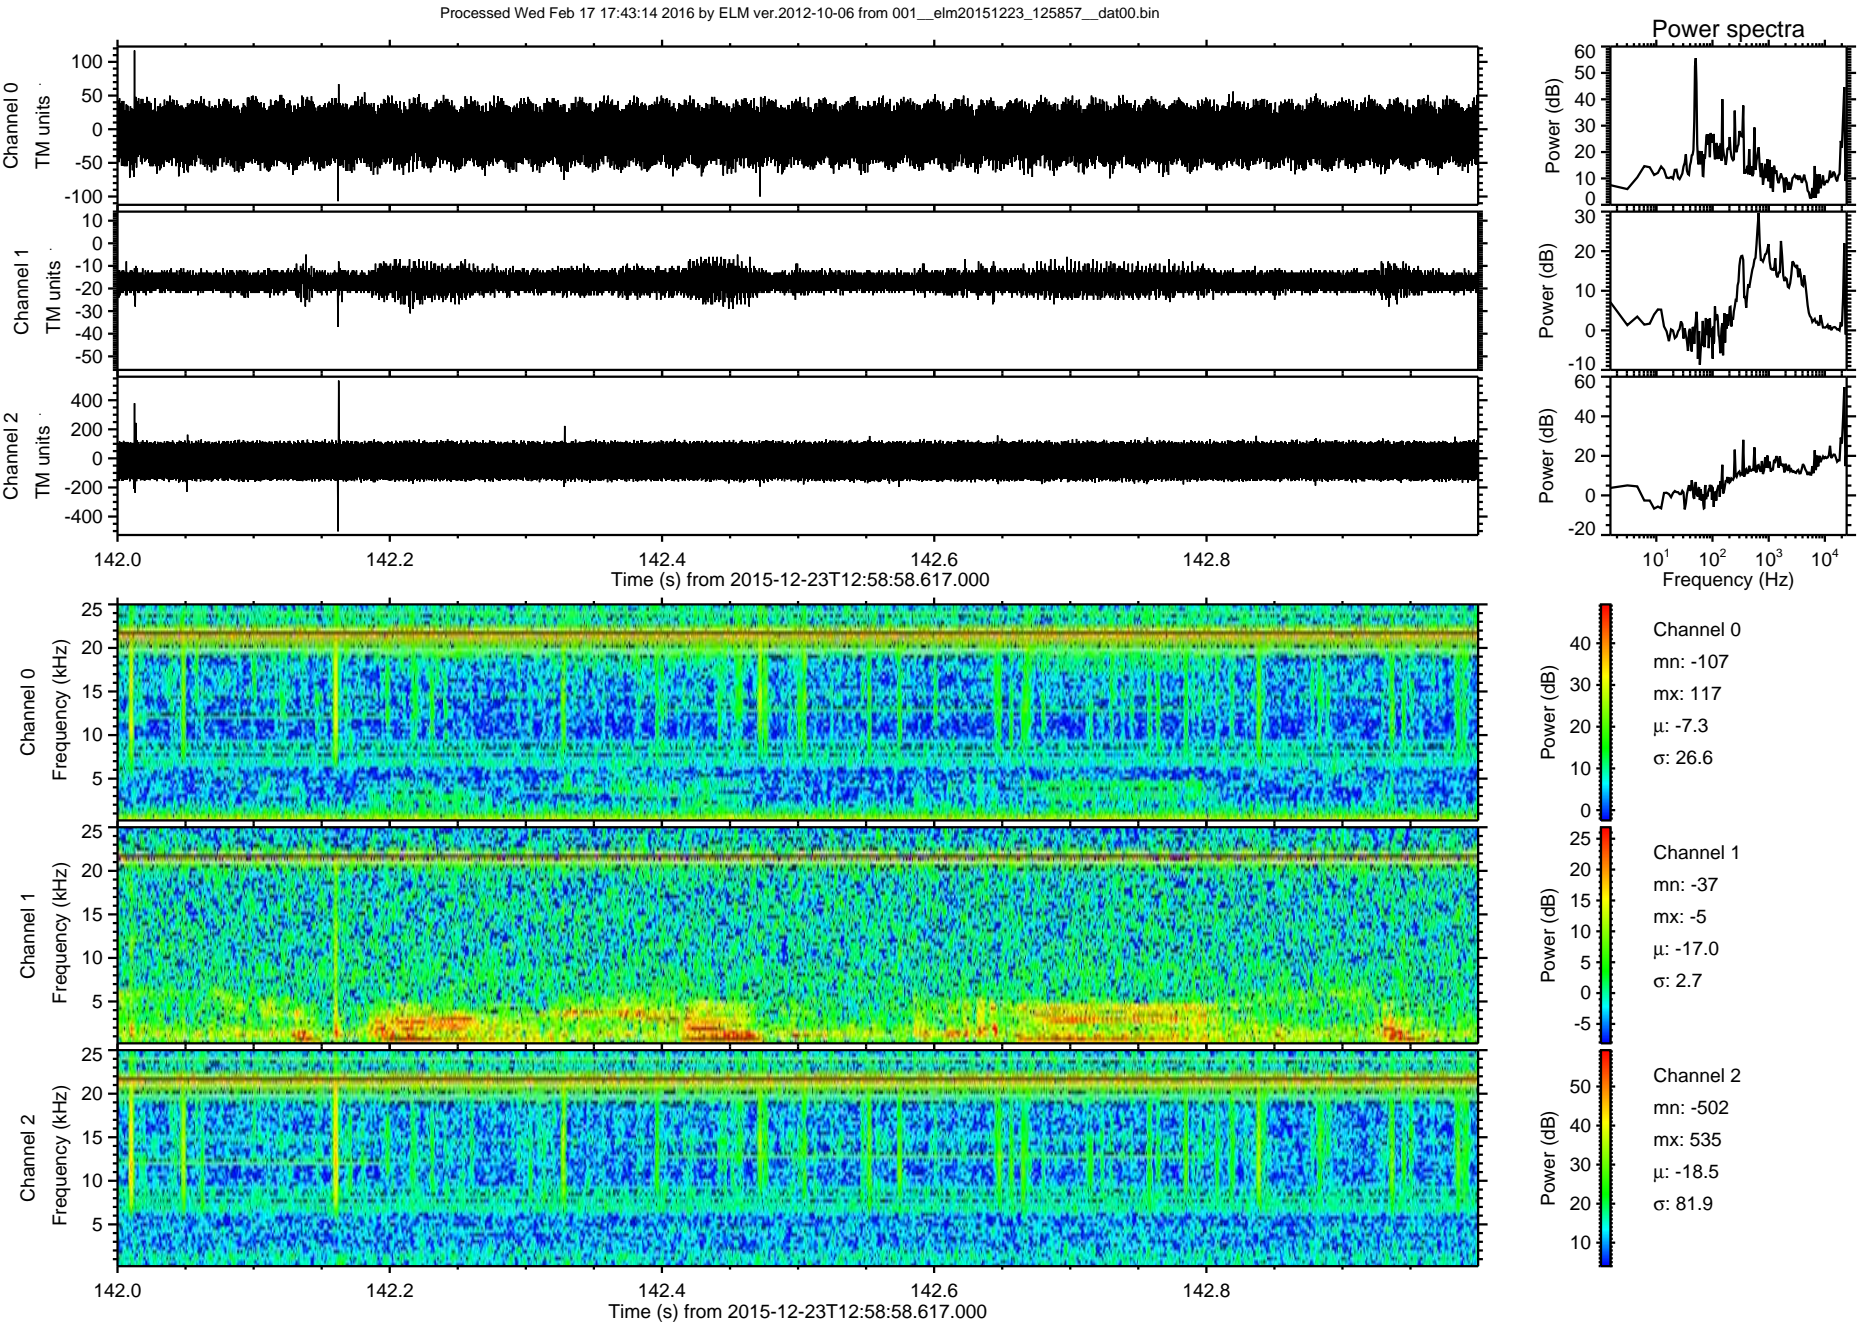 Processed Wed Feb 17 17:43:14 2016 by ELM ver.2012-10-06 from 001__elm20151223_125857__dat00.bin
Power spectra
Channel 0
TM units
100
50
0
-50
-100
Power (dB)
60
50
40
30
20
10
0
Channel 1
TM units
10
0
-10
-20
-30
-40
-50
Power (dB)
30
20
10
0
-10
Channel 2
TM units
400
200
0
-200
-400
Power (dB)
60
40
20
0
-20
142.0 142.2 142.4 142.6 142.8
Time (s) from 2015-12-23T12:58:58.617.000
10¹ 10² 10³ 10⁴
Frequency (Hz)
Channel 0
Frequency (kHz)
25
20
15
10
5
Power (dB)
40
30
20
10
0
Channel 0
mn: -107
mx: 117
µ: -7.3
σ: 26.6
Channel 1
Frequency (kHz)
25
20
15
10
5
Power (dB)
25
20
15
10
5
0
-5
Channel 1
mn: -37
mx: -5
µ: -17.0
σ: 2.7
Channel 2
Frequency (kHz)
25
20
15
10
5
Power (dB)
50
40
30
20
10
Channel 2
mn: -502
mx: 535
µ: -18.5
σ: 81.9
142.0 142.2 142.4 142.6 142.8
Time (s) from 2015-12-23T12:58:58.617.000